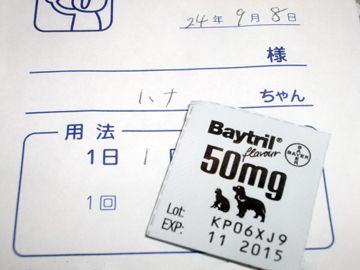 24年9月8日
様
ハナ ちゃん
用法
1日 1
1回
Baytril®
flavour
BAYER
50mg
Lot: KP06XJ9
EXP: 11 2015